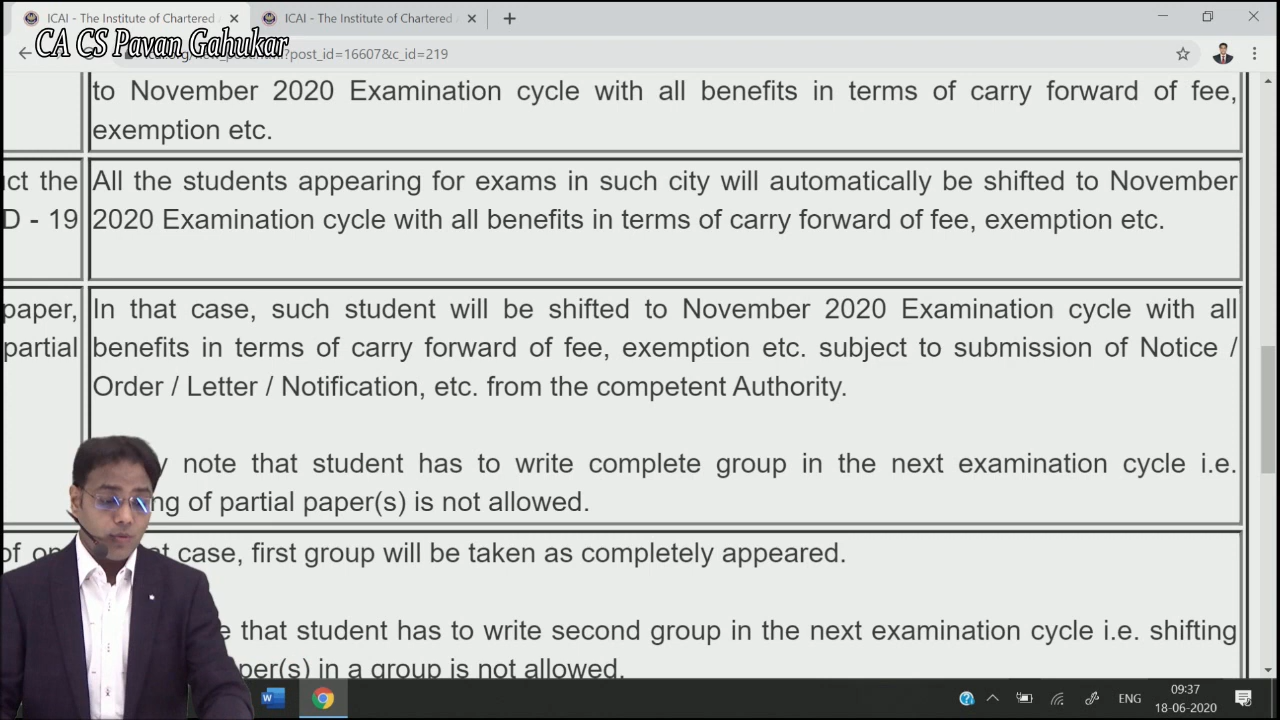 ICAI - The Institute of Chartered
ICAI - The Institute of Chartered
CA CS Pavan Gahukar
?post_id=16607&c_id=219
to November 2020 Examination cycle with all benefits in terms of carry forward of fee,
exemption etc.
ct the All the students appearing for exams in such city will automatically be shifted to November
D - 19 2020 Examination cycle with all benefits in terms of carry forward of fee, exemption etc.
paper, In that case, such student will be shifted to November 2020 Examination cycle with all
partial benefits in terms of carry forward of fee, exemption etc. subject to submission of Notice /
Order / Letter / Notification, etc. from the competent Authority.
y note that student has to write complete group in the next examination cycle i.e.
ng of partial paper(s) is not allowed.
of on at case, first group will be taken as completely appeared.
e that student has to write second group in the next examination cycle i.e. shifting
per(s) in a group is not allowed.
ENG
09:37
18-06-2020